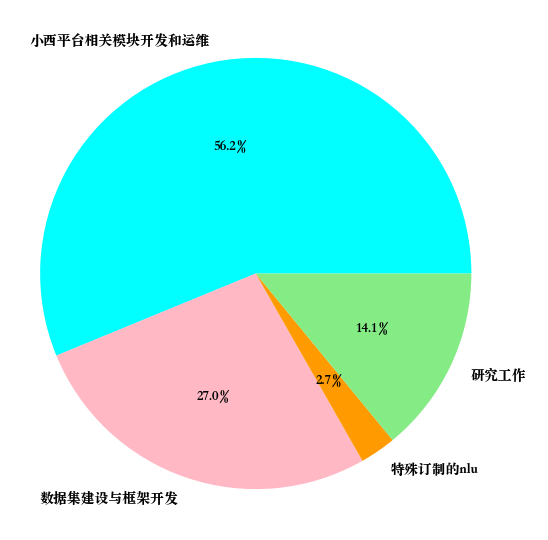 小西平台相关模块开发和运维
56.2%
14.1%
研究工作
2.7%
27.0%
特殊订制的nlu
数据集建设与框架开发